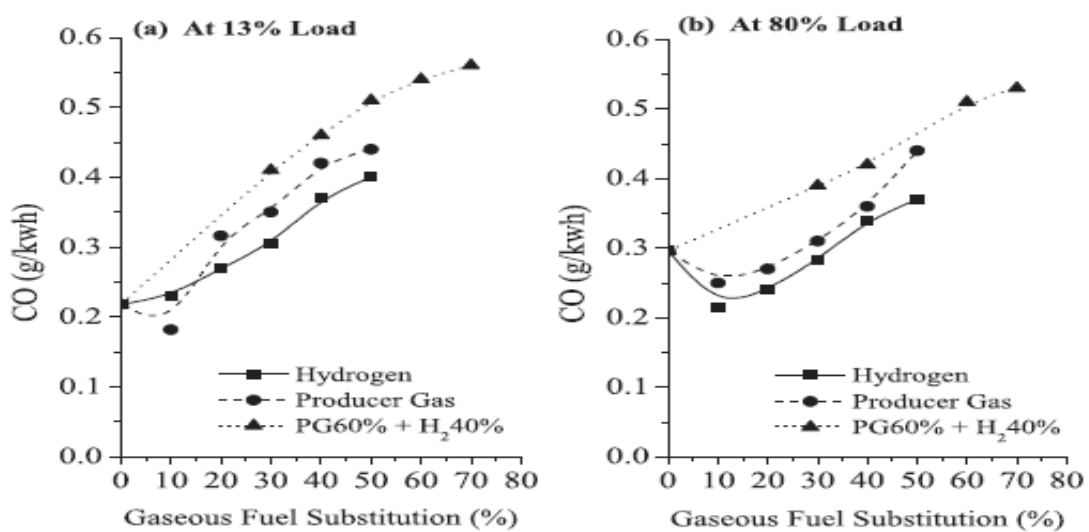 (a) At 13% Load
0.6
0.5
0.4
0.3
0.2
0.1
0.0
CO (g/kwh)
Hydrogen
Producer Gas
PG60% + H₂40%
0 10 20 30 40 50 60 70 80
Gaseous Fuel Substitution (%)
(b) At 80% Load
0.6
0.5
0.4
0.3
0.2
0.1
0.0
CO (g/kwh)
Hydrogen
Producer Gas
PG60% + H₂40%
0 10 20 30 40 50 60 70 80
Gaseous Fuel Substitution (%)